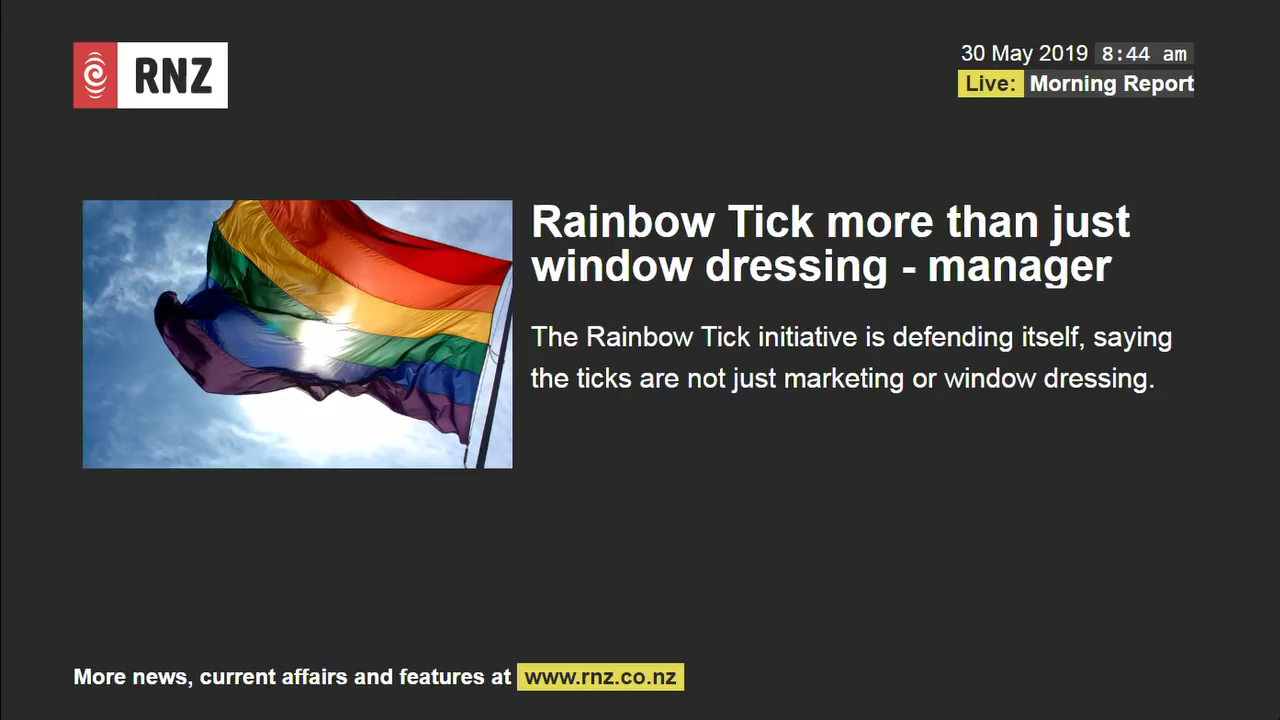 RNZ
30 May 2019 8:44 am
Live: Morning Report
Rainbow Tick more than just
window dressing - manager
The Rainbow Tick initiative is defending itself, saying
the ticks are not just marketing or window dressing.
More news, current affairs and features at www.rnz.co.nz